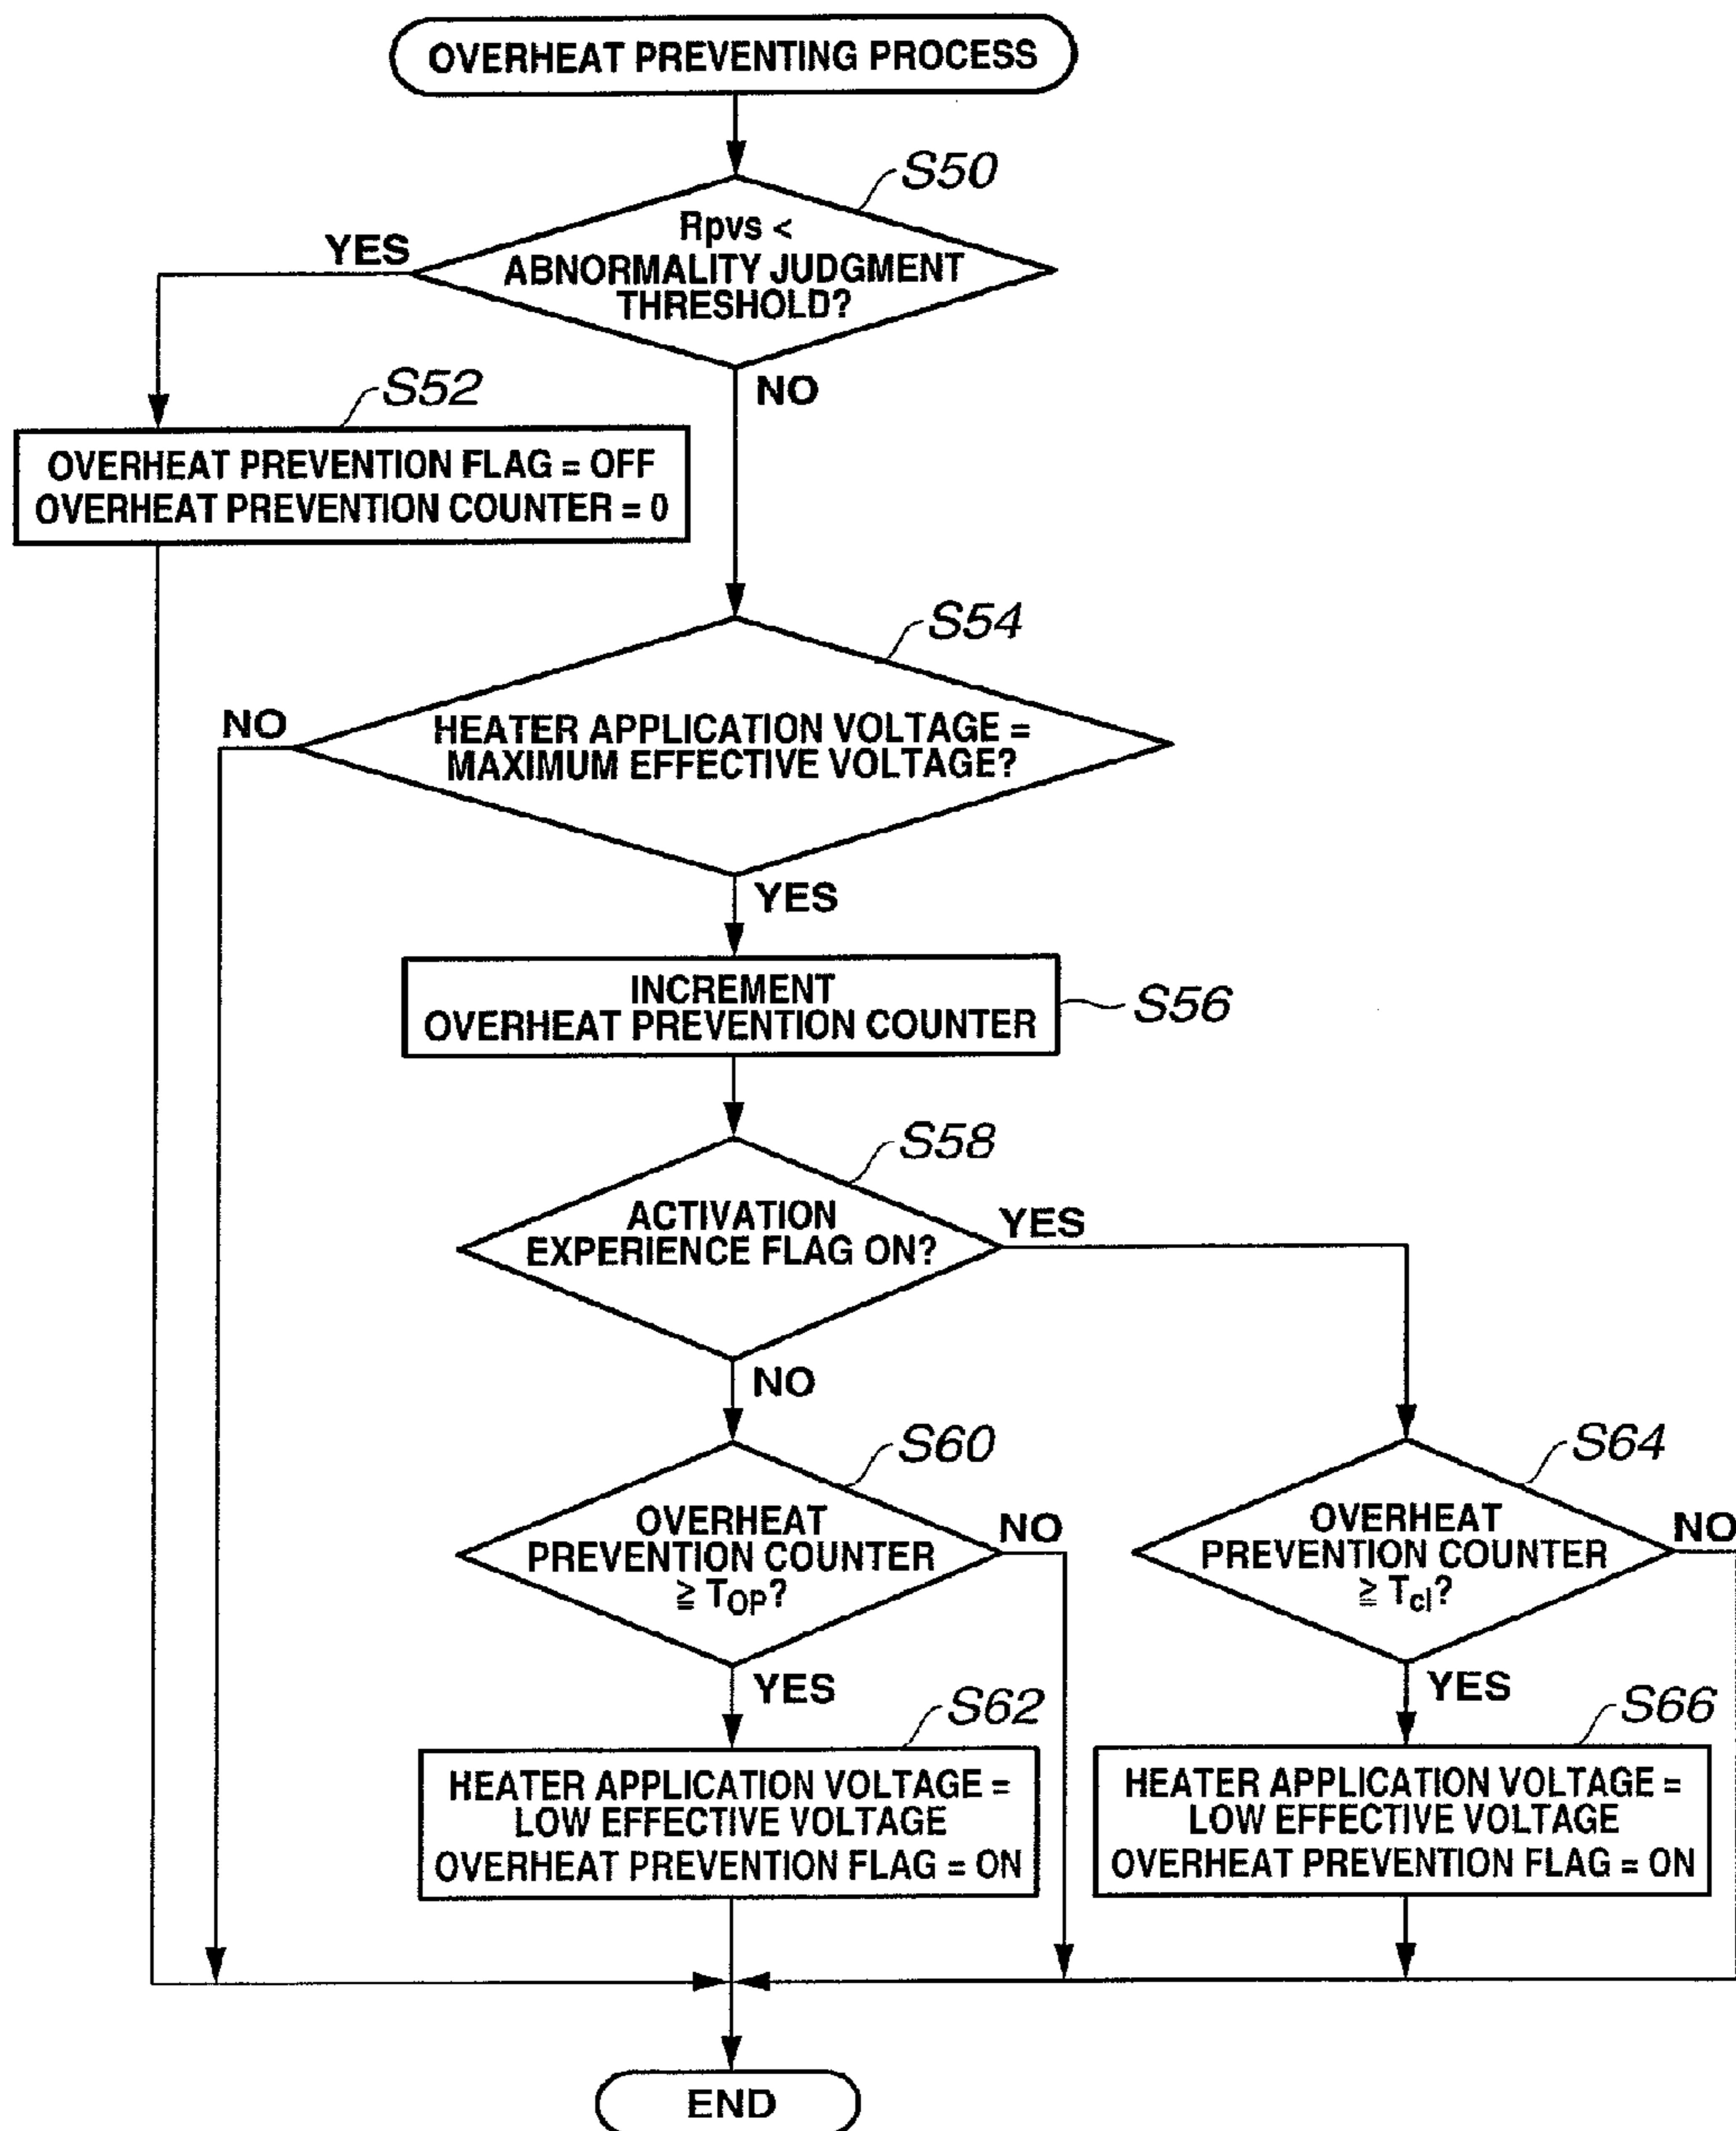 OVERHEAT PREVENTING PROCESS
S50
Rpvs <
ABNORMALITY JUDGMENT
THRESHOLD?
YES
NO
S52
OVERHEAT PREVENTION FLAG = OFF
OVERHEAT PREVENTION COUNTER = 0
S54
HEATER APPLICATION VOLTAGE =
MAXIMUM EFFECTIVE VOLTAGE?
NO
YES
INCREMENT
OVERHEAT PREVENTION COUNTER
S56
S58
ACTIVATION
EXPERIENCE FLAG ON?
YES
NO
S60
OVERHEAT
PREVENTION COUNTER
≧ TOP?
NO
YES
S62
HEATER APPLICATION VOLTAGE =
LOW EFFECTIVE VOLTAGE
OVERHEAT PREVENTION FLAG = ON
S64
OVERHEAT
PREVENTION COUNTER
≧ Tcl?
NO
YES
S66
HEATER APPLICATION VOLTAGE =
LOW EFFECTIVE VOLTAGE
OVERHEAT PREVENTION FLAG = ON
END